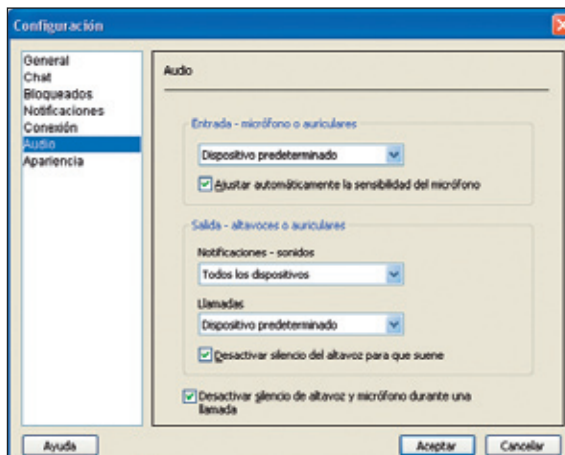 Configuración
General
Chat
Bloqueados
Notificaciones
Conexión
Audio
Apariencia
Audio
Entrada - micrófono o auriculares
Dispositivo predeterminado
Ajustar automáticamente la sensibilidad del micrófono
Salida - altavoces o auriculares
Notificaciones - sonidos
Todos los dispositivos
Llamadas
Dispositivo predeterminado
Desactivar silencio del altavoz para que suene
Desactivar silencio de altavoz y micrófono durante una
llamada
Ayuda
Aceptar
Cancelar